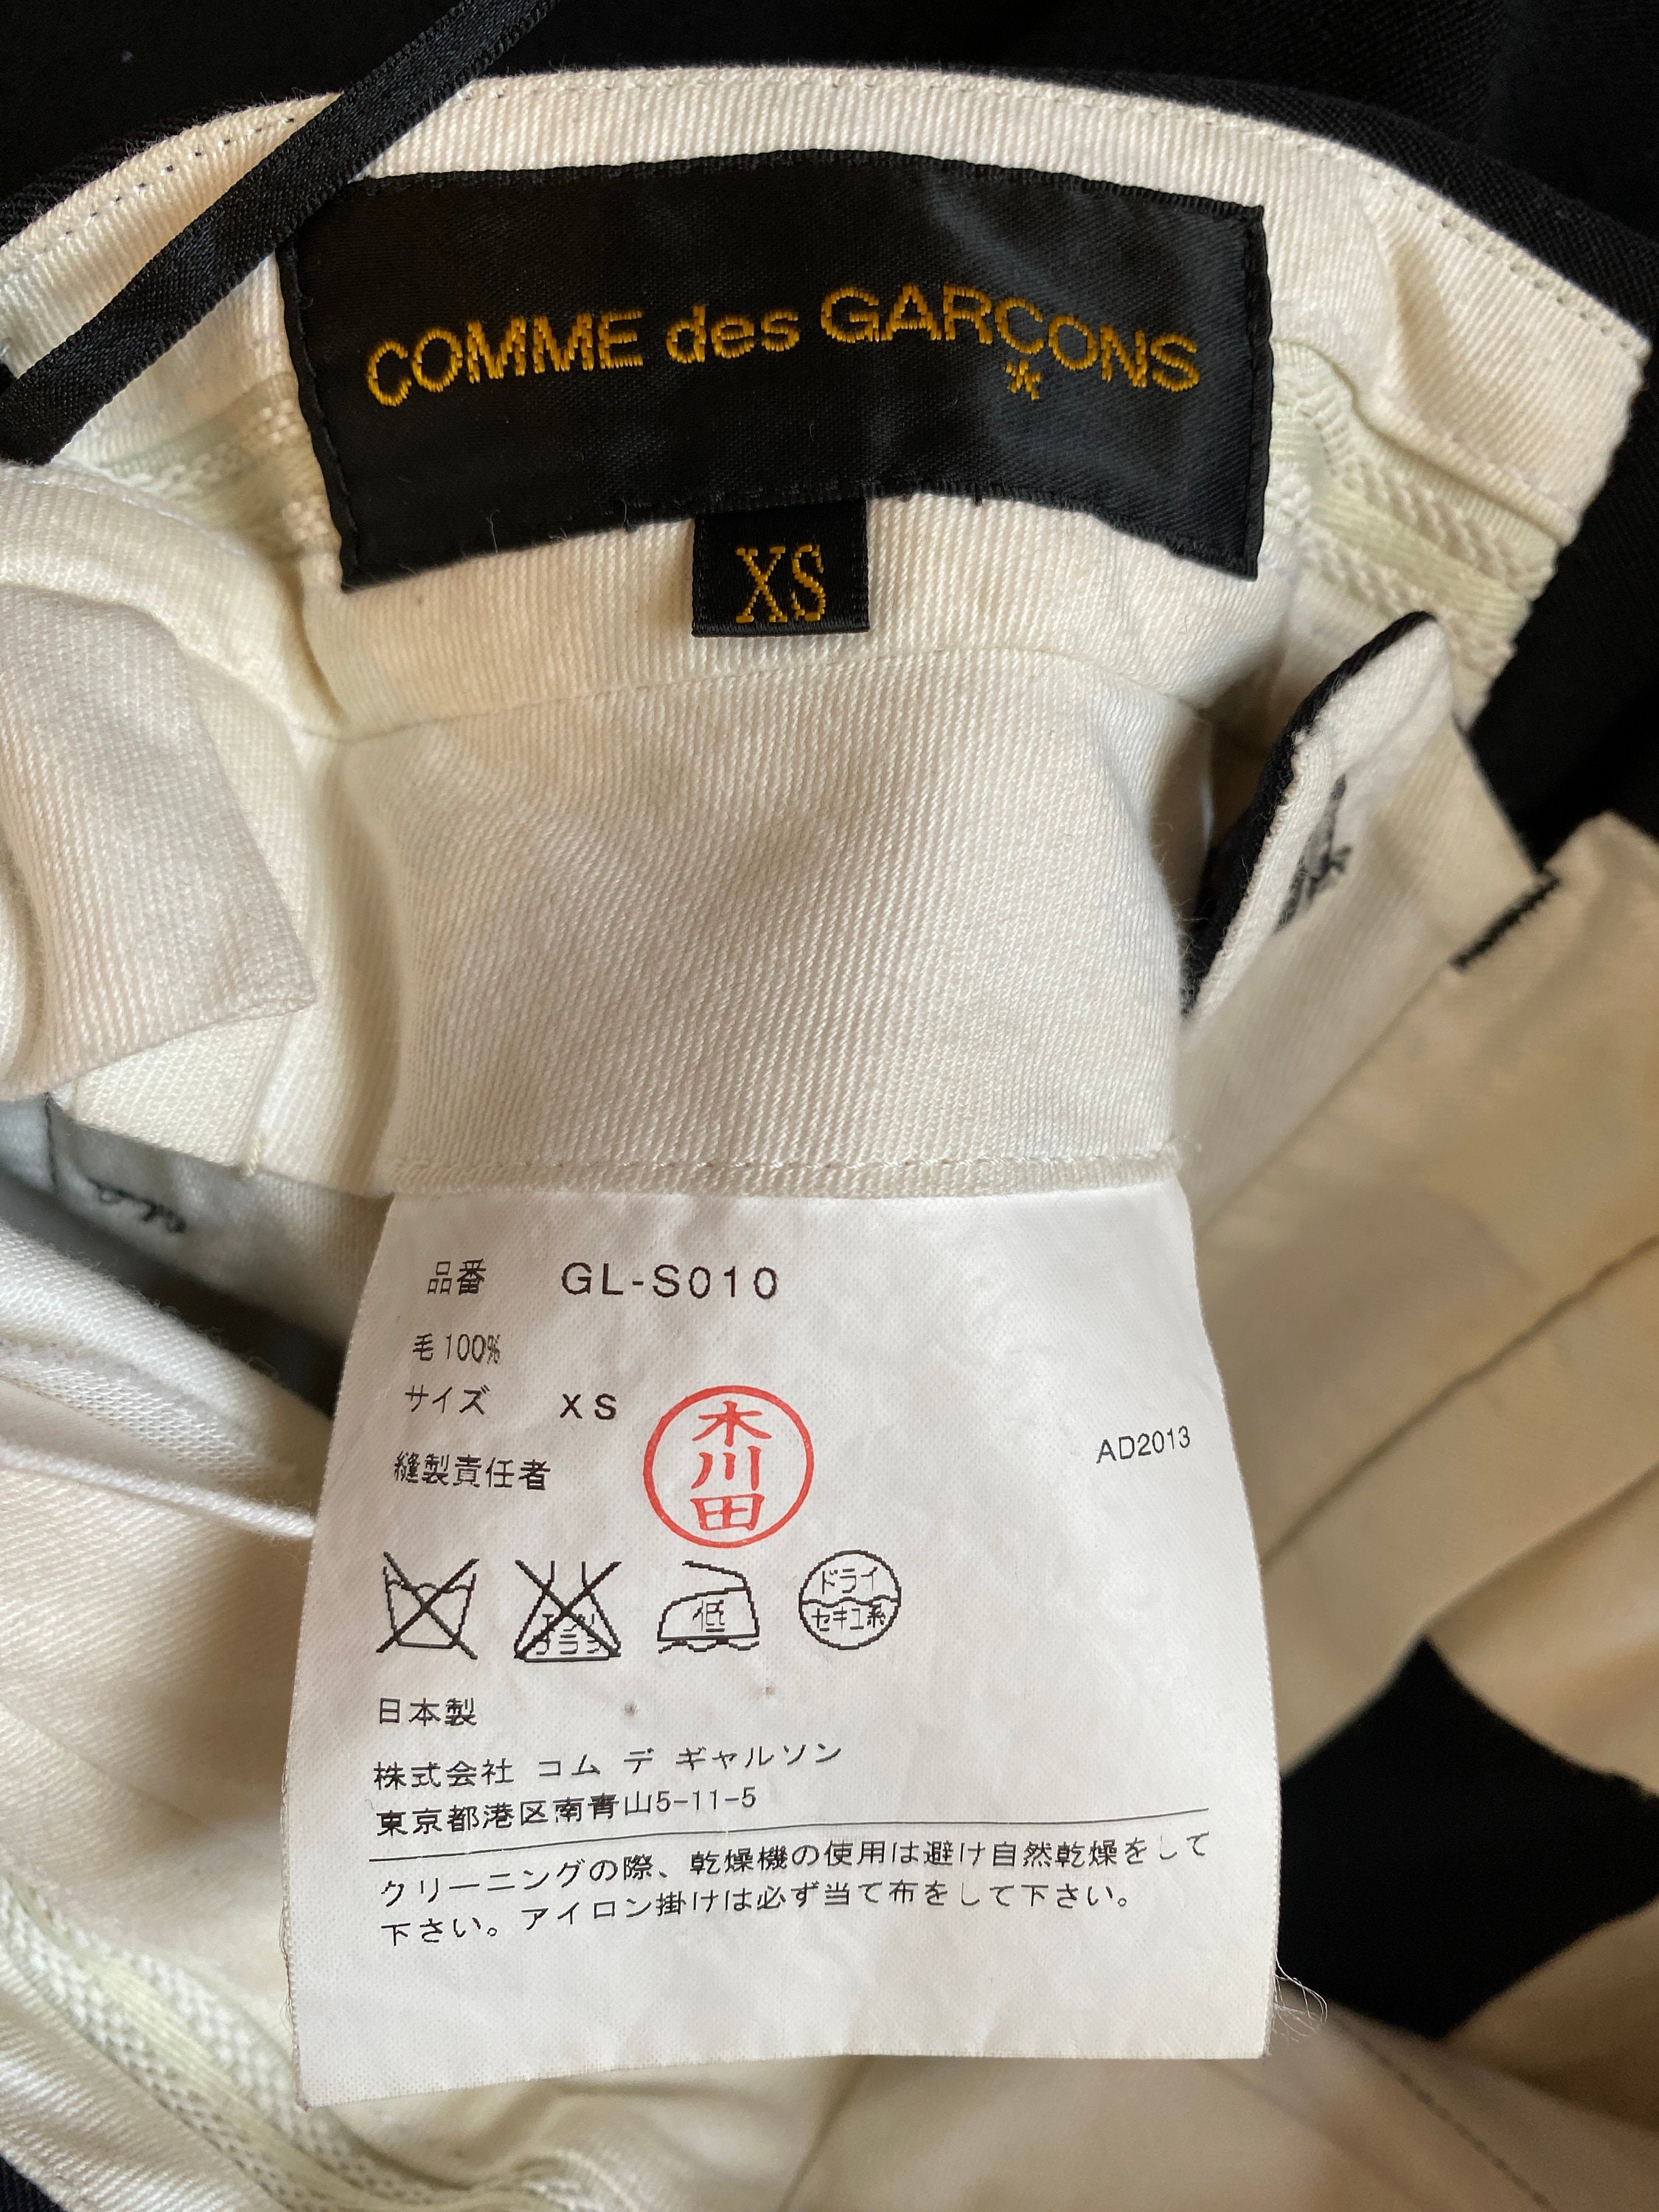 COMME des GARÇONS
XS
品番 GL-S010
毛100%
サイズ XS
縫製責任者
木川田
AD2013
低
ドライ
セキユ系
日本製
株式会社 コム デ ギャルソン
東京都港区南青山5-11-5
クリーニングの際、乾燥機の使用は避け自然乾燥をして
下さい。アイロン掛けは必ず当て布をして下さい。